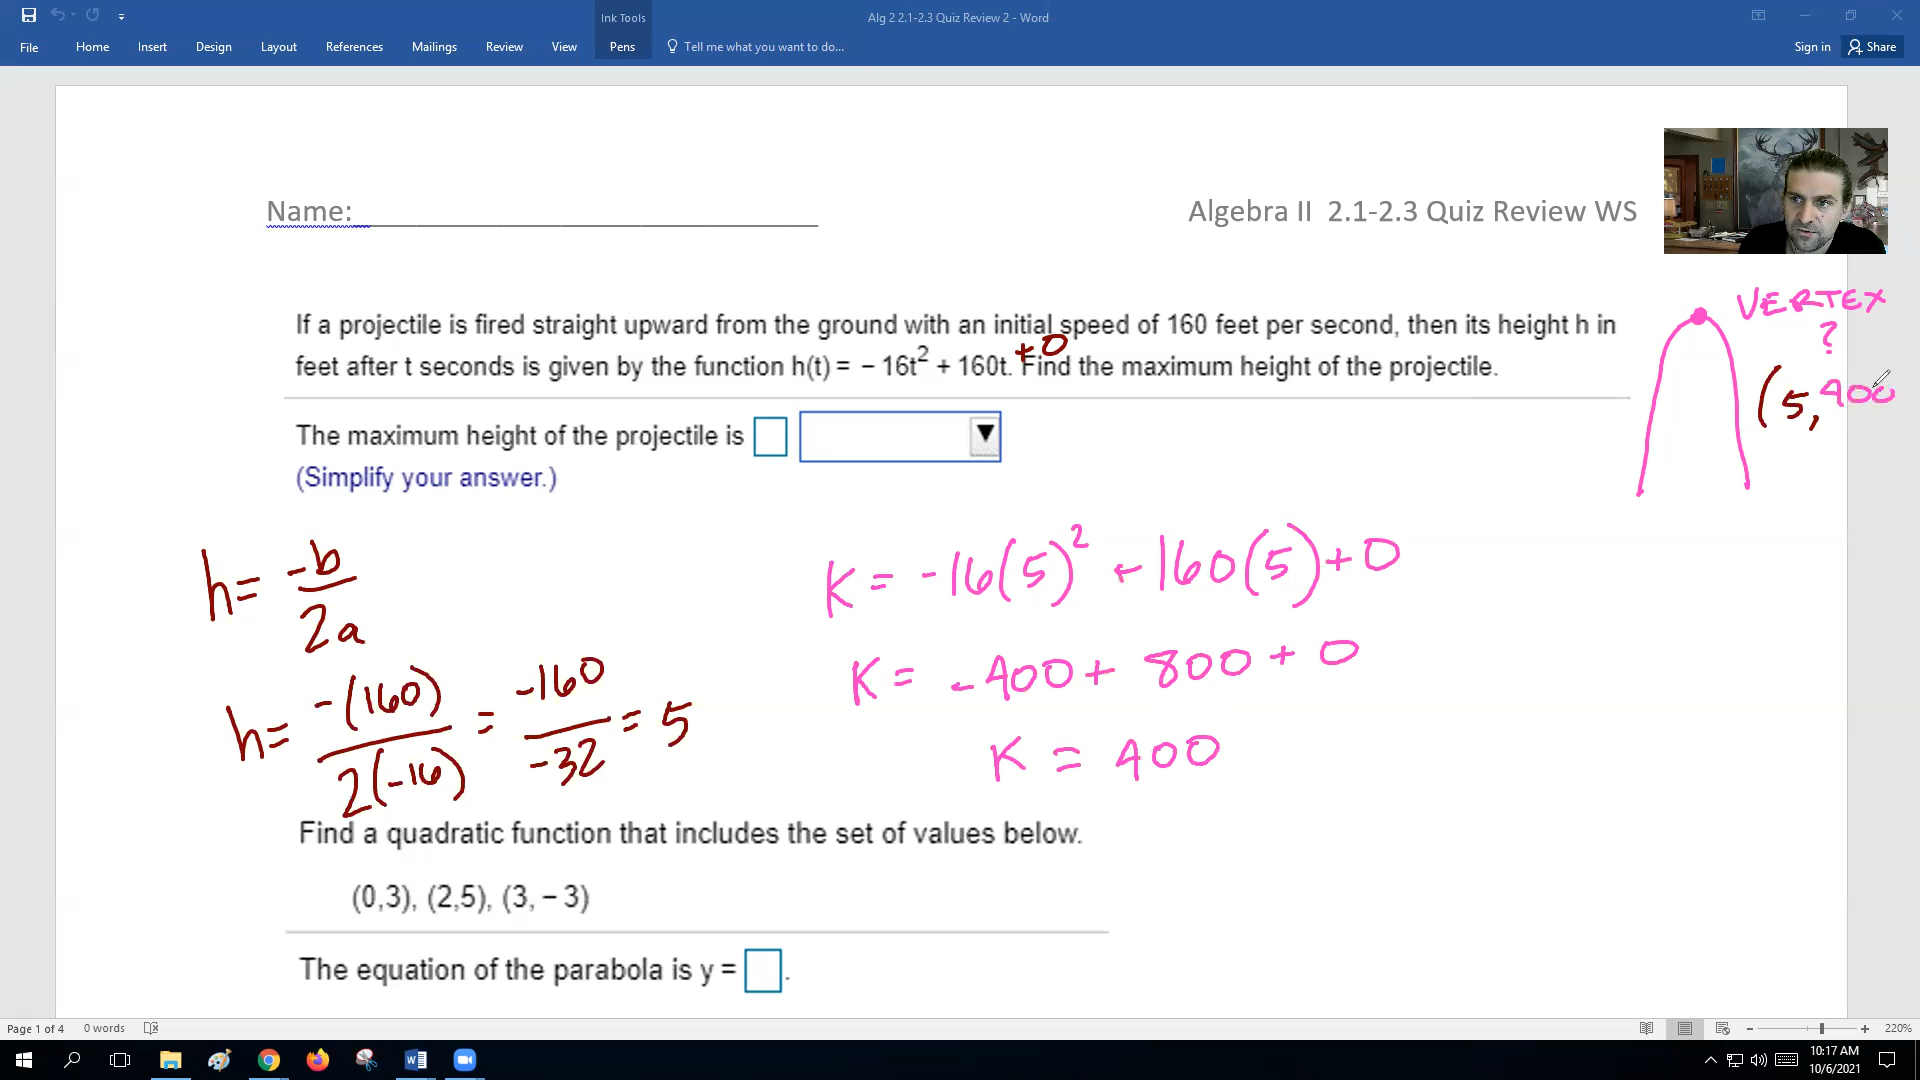 Ink Tools
Alg 2 2.1-2.3 Quiz Review 2 - Word
File Home Insert Design Layout References Mailings Review View Pens Tell me what you want to do... Sign in Share
Name:
Algebra II 2.1-2.3 Quiz Review WS
VERTEX
?
(5, 400
If a projectile is fired straight upward from the ground with an initial speed of 160 feet per second, then its height h in
+0
feet after t seconds is given by the function h(t) = − 16t² + 160t. Find the maximum height of the projectile.
The maximum height of the projectile is
(Simplify your answer.)
h= -b/2a
h= -(160)/2(-16) = -160/-32 = 5
K = -16(5)² + 160(5)+0
K = -400 + 800 + 0
K = 400
Find a quadratic function that includes the set of values below.
(0,3), (2,5), (3, − 3)
The equation of the parabola is y = .
Page 1 of 4 0 words 220%
10:17 AM
10/6/2021